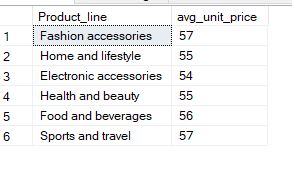 Product_line avg_unit_price
1 Fashion accessories 57
2 Home and lifestyle 55
3 Electronic accessories 54
4 Health and beauty 55
5 Food and beverages 56
6 Sports and travel 57